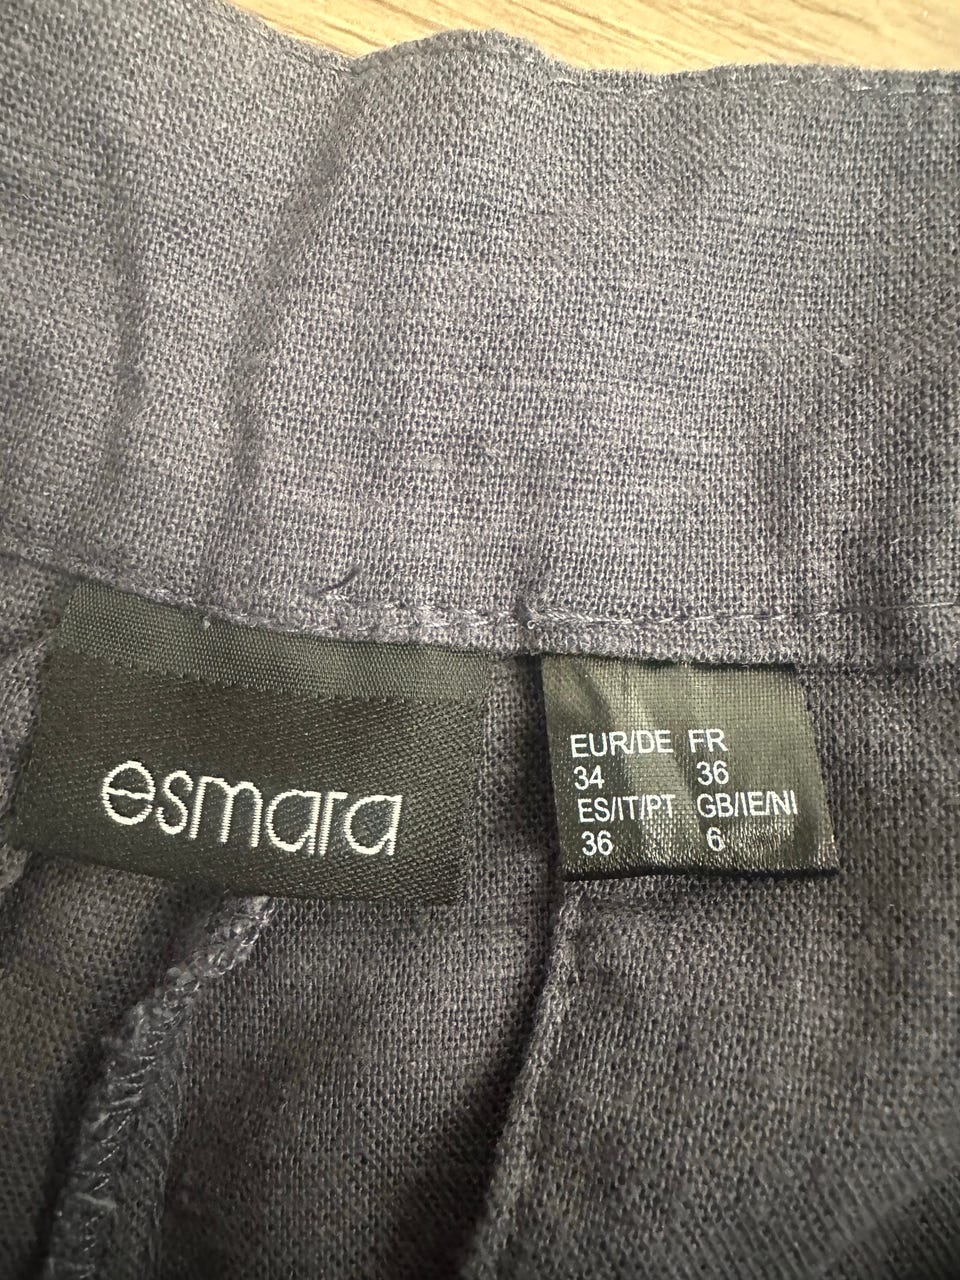 esmara
EUR/DE FR
34 36
ES/IT/PT GB/IE/NI
36 6